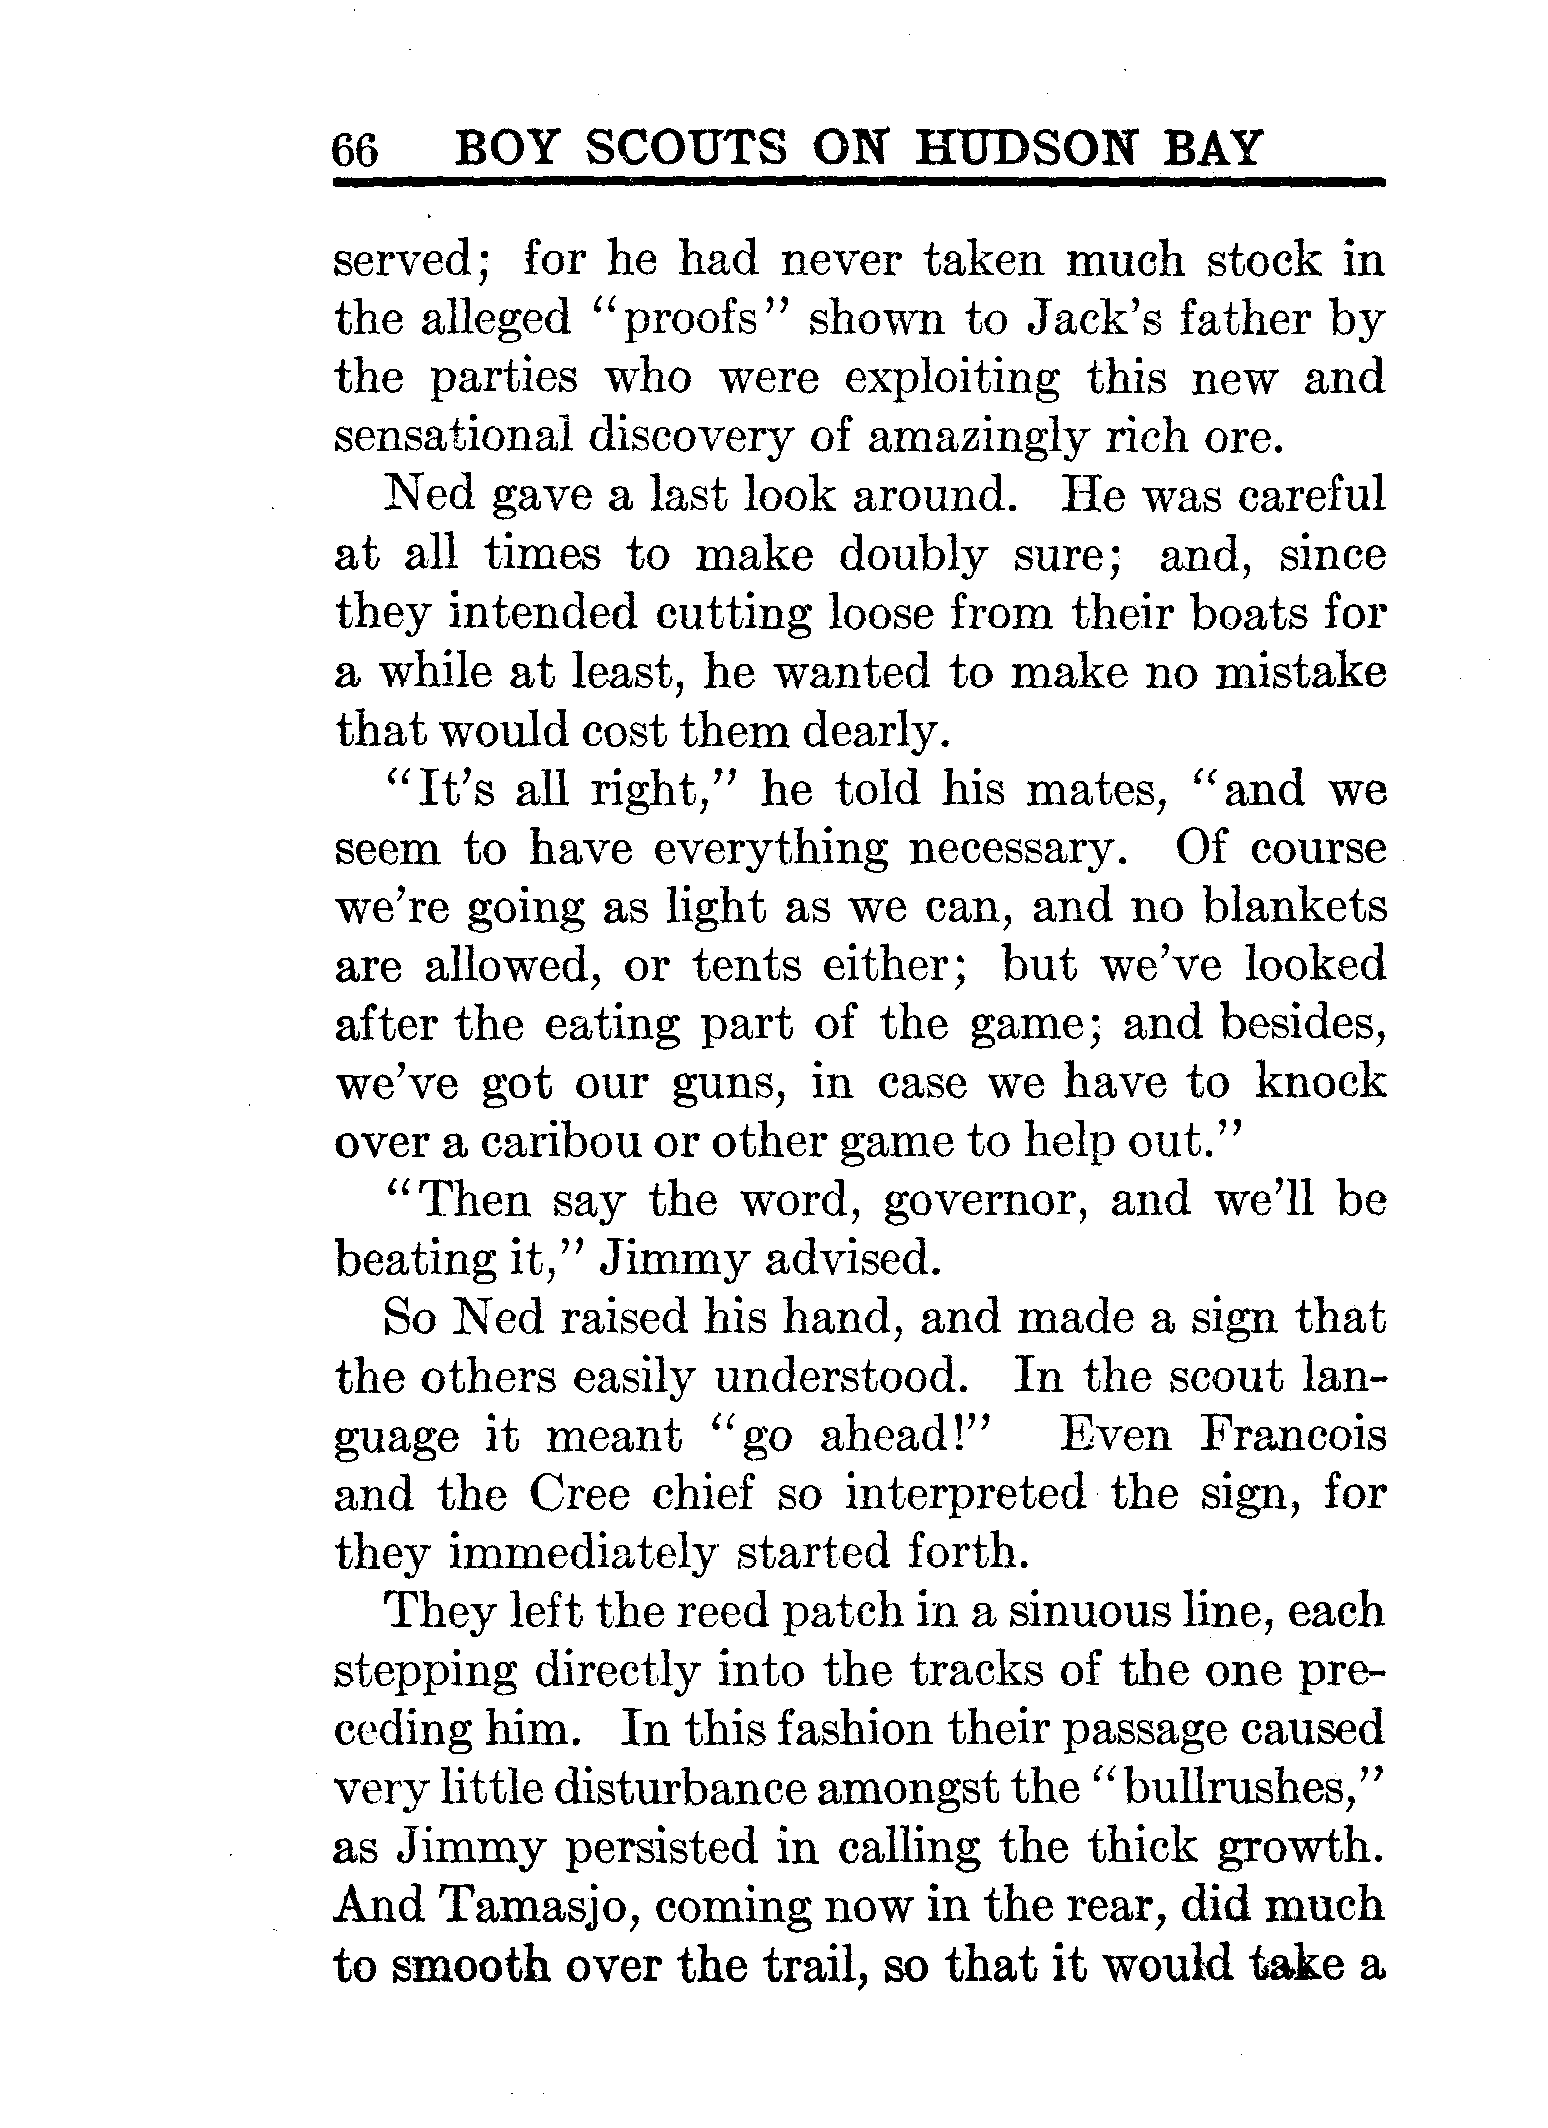 66 BOY SCOUTS ON HUDSON BAY
served; for he had never taken much stock in
the alleged "proofs" shown to Jack's father by
the parties who were exploiting this new and
sensational discovery of amazingly rich ore.
Ned gave a last look around. He was careful
at all times to make doubly sure; and, since
they intended cutting loose from their boats for
a while at least, he wanted to make no mistake
that would cost them dearly.
"It's all right," he told his mates, "and we
seem to have everything necessary. Of course
we're going as light as we can, and no blankets
are allowed, or tents either; but we've looked
after the eating part of the game; and besides,
we've got our guns, in case we have to knock
over a caribou or other game to help out."
"Then say the word, governor, and we'll be
beating it," Jimmy advised.
So Ned raised his hand, and made a sign that
the others easily understood. In the scout lan-
guage it meant "go ahead!" Even Francois
and the Cree chief so interpreted the sign, for
they immediately started forth.
They left the reed patch in a sinuous line, each
stepping directly into the tracks of the one pre-
ceding him. In this fashion their passage caused
very little disturbance amongst the "bullrushes,"
as Jimmy persisted in calling the thick growth.
And Tamasjo, coming now in the rear, did much
to smooth over the trail, so that it would take a